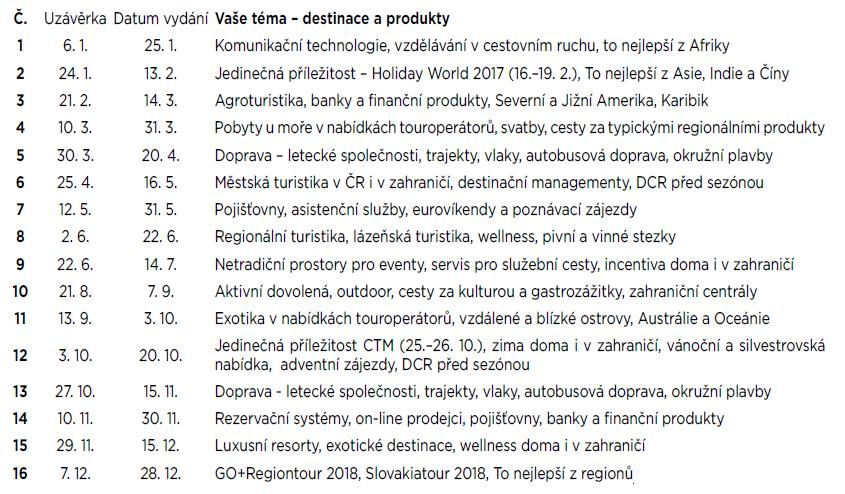 Č. Uzávěrka Datum vydání Vaše téma – destinace a produkty
1 6. 1. 25. 1. Komunikační technologie, vzdělávání v cestovním ruchu, to nejlepší z Afriky
2 24. 1. 13. 2. Jedinečná příležitost – Holiday World 2017 (16.–19. 2.), To nejlepší z Asie, Indie a Číny
3 21. 2. 14. 3. Agroturistika, banky a finanční produkty, Severní a Jižní Amerika, Karibik
4 10. 3. 31. 3. Pobyty u moře v nabídkách touroperátorů, svatby, cesty za typickými regionálními produkty
5 30. 3. 20. 4. Doprava – letecké společnosti, trajekty, vlaky, autobusová doprava, okružní plavby
6 25. 4. 16. 5. Městská turistika v ČR i v zahraničí, destinační managementy, DCR před sezónou
7 12. 5. 31. 5. Pojišťovny, asistenční služby, eurovíkendy a poznávací zájezdy
8 2. 6. 22. 6. Regionální turistika, lázeňská turistika, wellness, pivní a vinné stezky
9 22. 6. 14. 7. Netradiční prostory pro eventy, servis pro služební cesty, incentiva doma i v zahraničí
10 21. 8. 7. 9. Aktivní dovolená, outdoor, cesty za kulturou a gastrozážitky, zahraniční centrály
11 13. 9. 3. 10. Exotika v nabídkách touroperátorů, vzdálené a blízké ostrovy, Austrálie a Oceánie
12 3. 10. 20. 10. Jedinečná příležitost CTM (25.–26. 10.), zima doma i v zahraničí, vánoční a silvestrovská
nabídka, adventní zájezdy, DCR před sezónou
13 27. 10. 15. 11. Doprava - letecké společnosti, trajekty, vlaky, autobusová doprava, okružní plavby
14 10. 11. 30. 11. Rezervační systémy, on-line prodejci, pojišťovny, banky a finanční produkty
15 29. 11. 15. 12. Luxusní resorty, exotické destinace, wellness doma i v zahraničí
16 7. 12. 28. 12. GO+Regiontour 2018, Slovakiatour 2018, To nejlepší z regionů